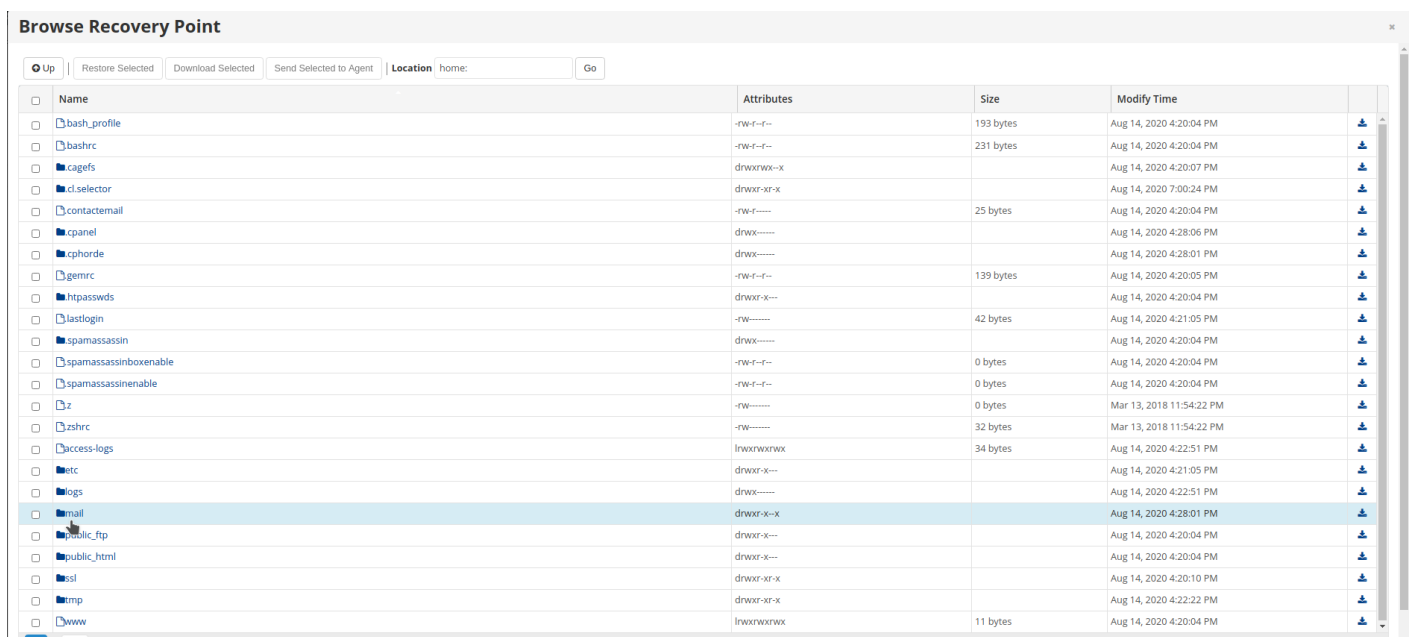 Browse Recovery Point ×
Up | Restore Selected Download Selected Send Selected to Agent | Location home: Go
Name Attributes Size Modify Time
.bash_profile -rw-r--r-- 193 bytes Aug 14, 2020 4:20:04 PM
.bashrc -rw-r--r-- 231 bytes Aug 14, 2020 4:20:04 PM
.cagefs drwxrwx--x Aug 14, 2020 4:20:07 PM
.cl.selector drwxr-xr-x Aug 14, 2020 7:00:24 PM
.contactemail -rw-r----- 25 bytes Aug 14, 2020 4:20:04 PM
.cpanel drwx------ Aug 14, 2020 4:28:06 PM
.cphorde drwx------ Aug 14, 2020 4:28:01 PM
.gemrc -rw-r--r-- 139 bytes Aug 14, 2020 4:20:05 PM
.htpasswds drwxr-x--- Aug 14, 2020 4:20:04 PM
.lastlogin -rw------- 42 bytes Aug 14, 2020 4:21:05 PM
.spamassassin drwx------ Aug 14, 2020 4:20:04 PM
.spamassassinboxenable -rw-r--r-- 0 bytes Aug 14, 2020 4:20:04 PM
.spamassassinenable -rw-r--r-- 0 bytes Aug 14, 2020 4:20:04 PM
.z -rw------- 0 bytes Mar 13, 2018 11:54:22 PM
.zshrc -rw------- 32 bytes Mar 13, 2018 11:54:22 PM
access-logs lrwxrwxrwx 34 bytes Aug 14, 2020 4:22:51 PM
etc drwxr-x--- Aug 14, 2020 4:21:05 PM
logs drwx------ Aug 14, 2020 4:22:51 PM
mail drwxr-x--x Aug 14, 2020 4:28:01 PM
public_ftp drwxr-x--- Aug 14, 2020 4:20:04 PM
public_html drwxr-x--- Aug 14, 2020 4:20:04 PM
ssl drwxr-xr-x Aug 14, 2020 4:20:10 PM
tmp drwxr-xr-x Aug 14, 2020 4:22:22 PM
www lrwxrwxrwx 11 bytes Aug 14, 2020 4:20:04 PM